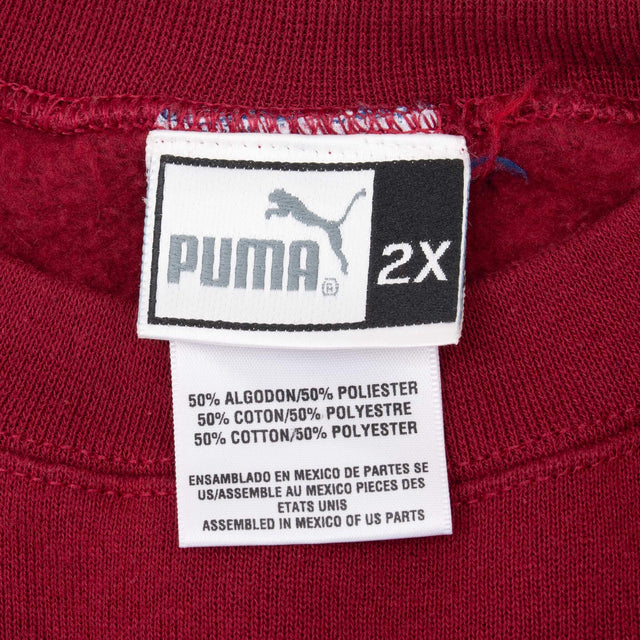 PUMA® 2X
50% ALGODON/50% POLIESTER
50% COTON/50% POLYESTRE
50% COTTON/50% POLYESTER
ENSAMBLADO EN MEXICO DE PARTES SE
US/ASSEMBLE AU MEXICO PIECES DES
ETATS UNIS
ASSEMBLED IN MEXICO OF US PARTS